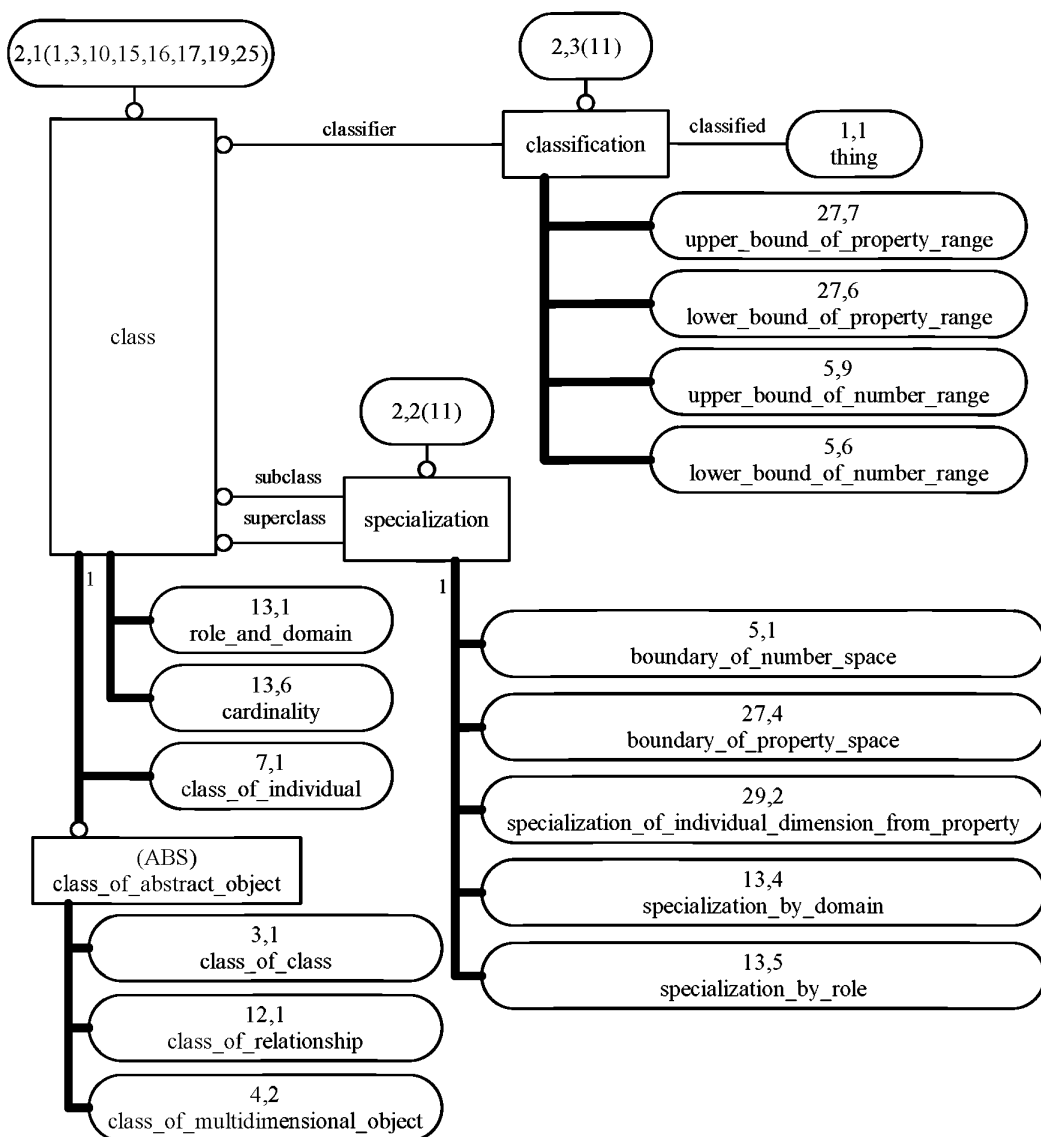 2,1(1,3,10,15,16,17,19,25)
2,3(11)
classifier
classification
classified
1,1
thing
27,7
upper_bound_of_property_range
27,6
lower_bound_of_property_range
class
5,9
upper_bound_of_number_range
2,2(11)
5,6
lower_bound_of_number_range
subclass
superclass
specialization
1
1
13,1
role_and_domain
13,6
cardinality
7,1
class_of_individual
5,1
boundary_of_number_space
27,4
boundary_of_property_space
29,2
specialization_of_individual_dimension_from_property
13,4
specialization_by_domain
13,5
specialization_by_role
(ABS)
class_of_abstract_object
3,1
class_of_class
12,1
class_of_relationship
4,2
class_of_multidimensional_object